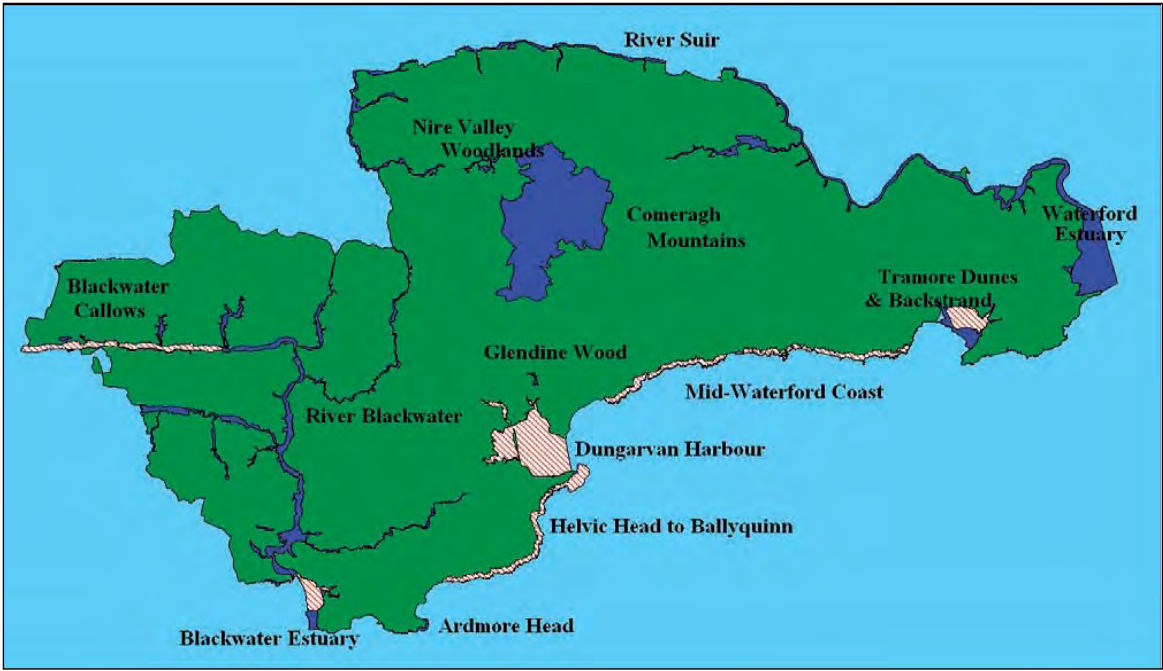 River Suir
Nire Valley
Woodlands
Comeragh
Mountains
Waterford
Estuary
Tramore Dunes
& Backstrand
Blackwater
Callows
Glendine Wood
Mid-Waterford Coast
River Blackwater
Dungarvan Harbour
Helvic Head to Ballyquinn
Ardmore Head
Blackwater Estuary